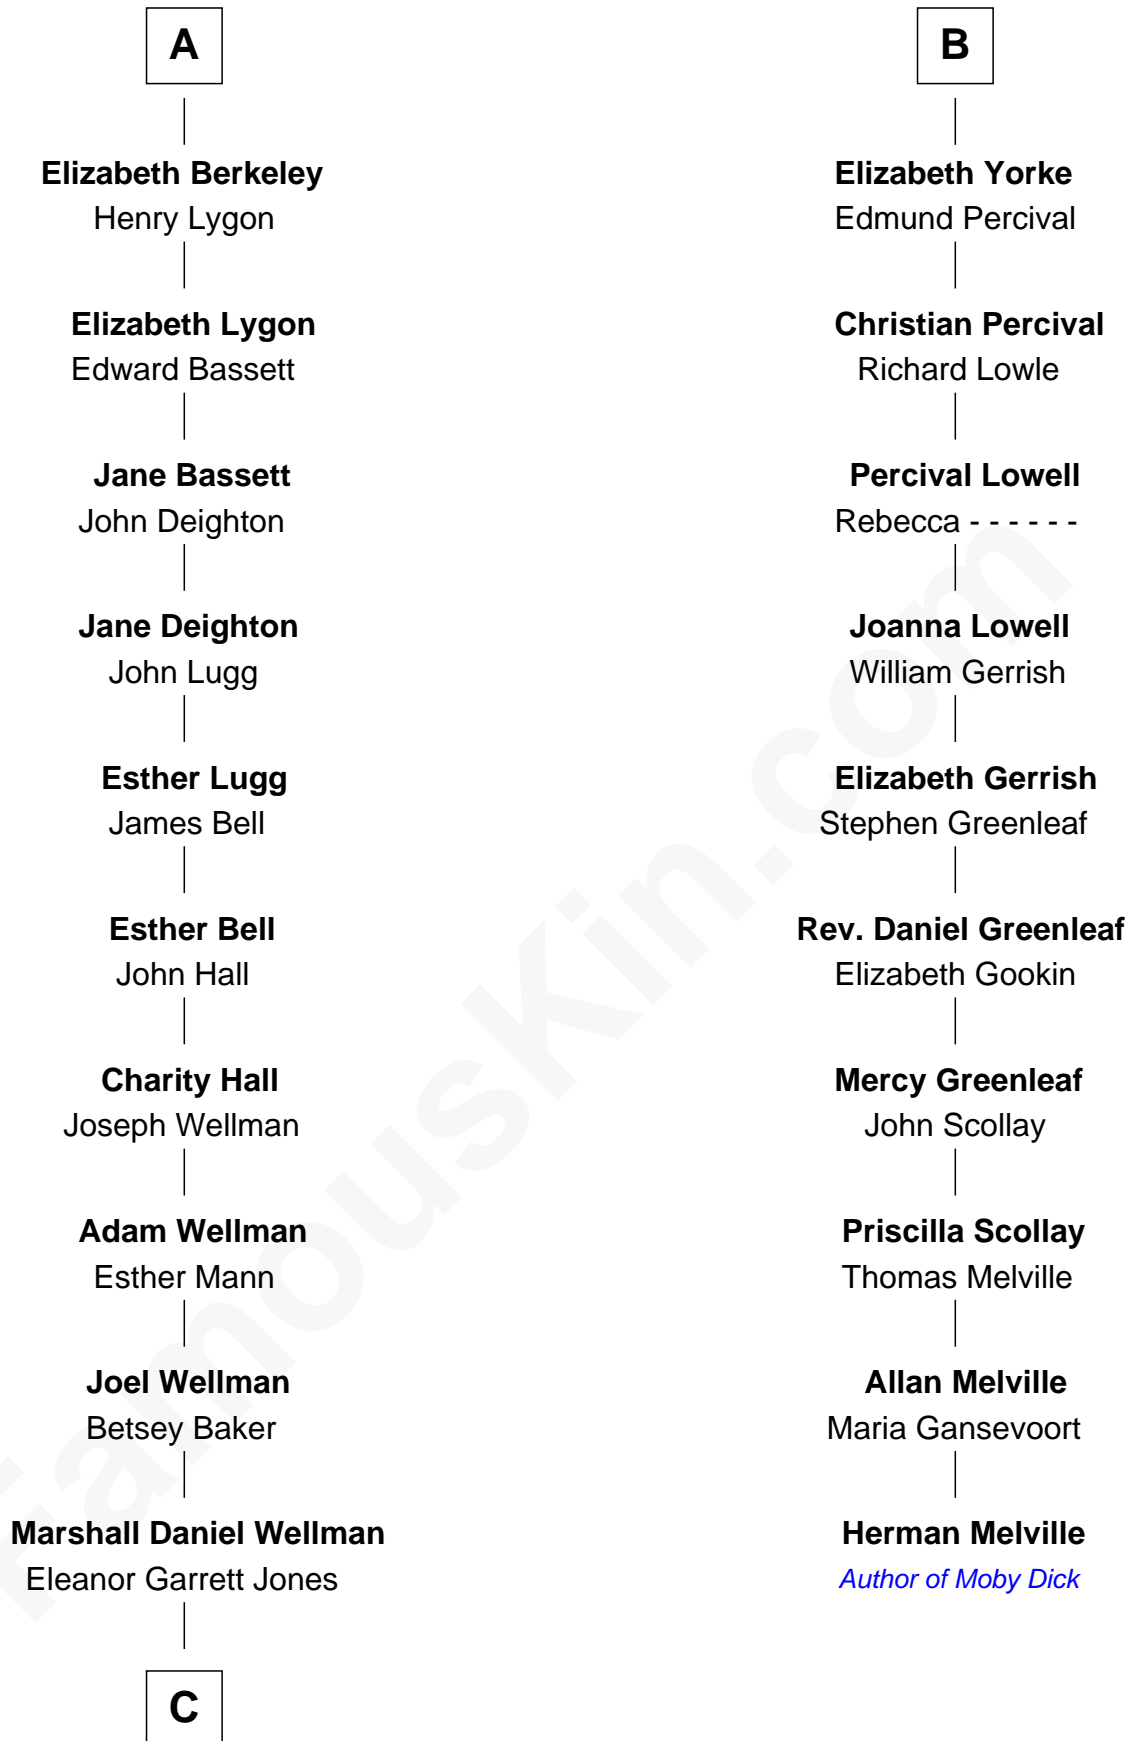 A
Elizabeth Berkeley
Henry Lygon
Elizabeth Lygon
Edward Bassett
Jane Bassett
John Deighton
Jane Deighton
John Lugg
Esther Lugg
James Bell
Esther Bell
John Hall
Charity Hall
Joseph Wellman
Adam Wellman
Esther Mann
Joel Wellman
Betsey Baker
Marshall Daniel Wellman
Eleanor Garrett Jones
C
B
Elizabeth Yorke
Edmund Percival
Christian Percival
Richard Lowle
Percival Lowell
Rebecca - - - - - -
Joanna Lowell
William Gerrish
Elizabeth Gerrish
Stephen Greenleaf
Rev. Daniel Greenleaf
Elizabeth Gookin
Mercy Greenleaf
John Scollay
Priscilla Scollay
Thomas Melville
Allan Melville
Maria Gansevoort
Herman Melville
Author of Moby Dick
FamousKin.com